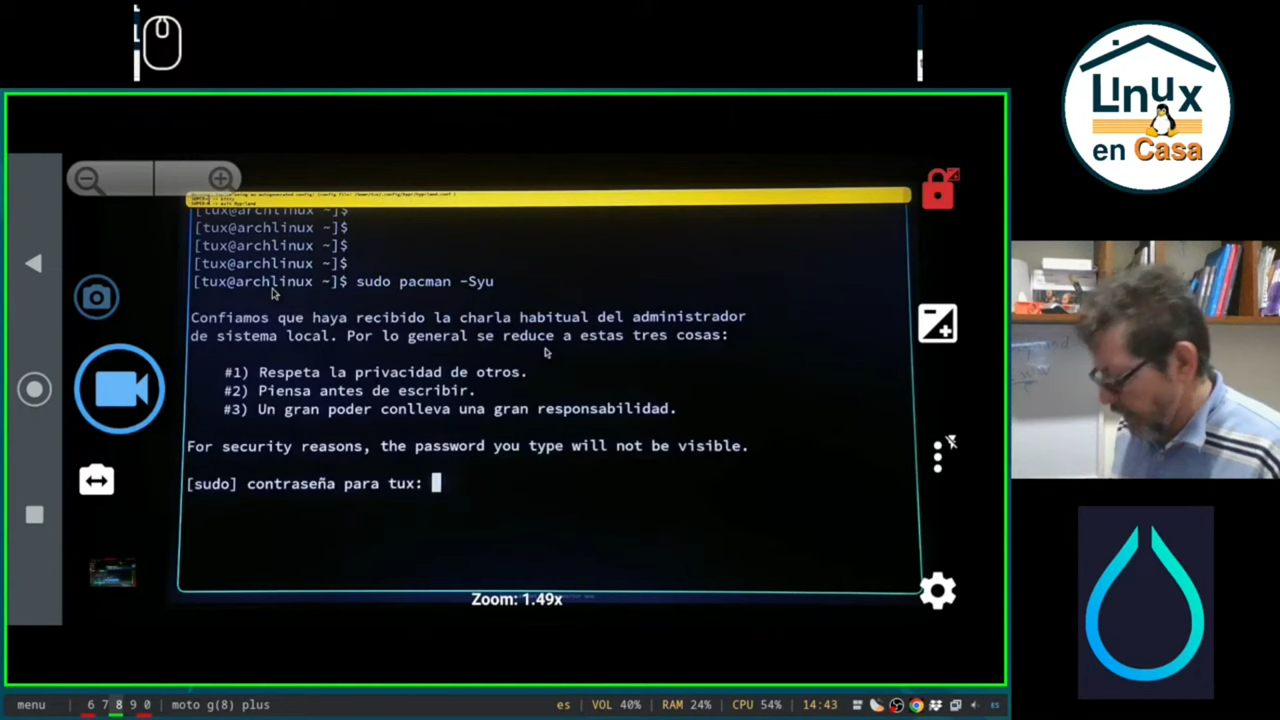 Linux
en Casa
[tux@archlinux ~]$
[tux@archlinux ~]$
[tux@archlinux ~]$
[tux@archlinux ~]$
[tux@archlinux ~]$ sudo pacman -Syu
Confiamos que haya recibido la charla habitual del administrador
de sistema local. Por lo general se reduce a estas tres cosas:
#1) Respeta la privacidad de otros.
#2) Piensa antes de escribir.
#3) Un gran poder conlleva una gran responsabilidad.
For security reasons, the password you type will not be visible.
[sudo] contraseña para tux:
Zoom: 1.49x
menu 6 7 8 9 0 moto g(8) plus es VOL 40% RAM 24% CPU 54% 14:43 ES